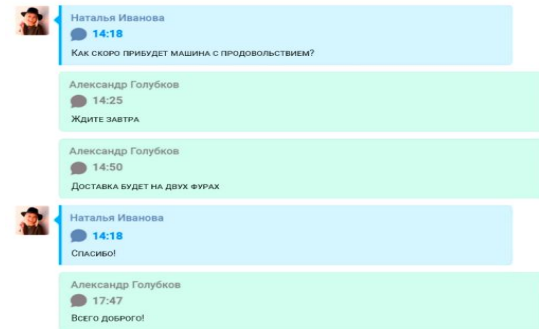 Наталья Иванова
14:18
Как скоро прибудет машина с продовольствием?
Александр Голубков
14:25
Ждите завтра
Александр Голубков
14:50
Доставка будет на двух фурах
Наталья Иванова
14:18
Спасибо!
Александр Голубков
17:47
Всего доброго!